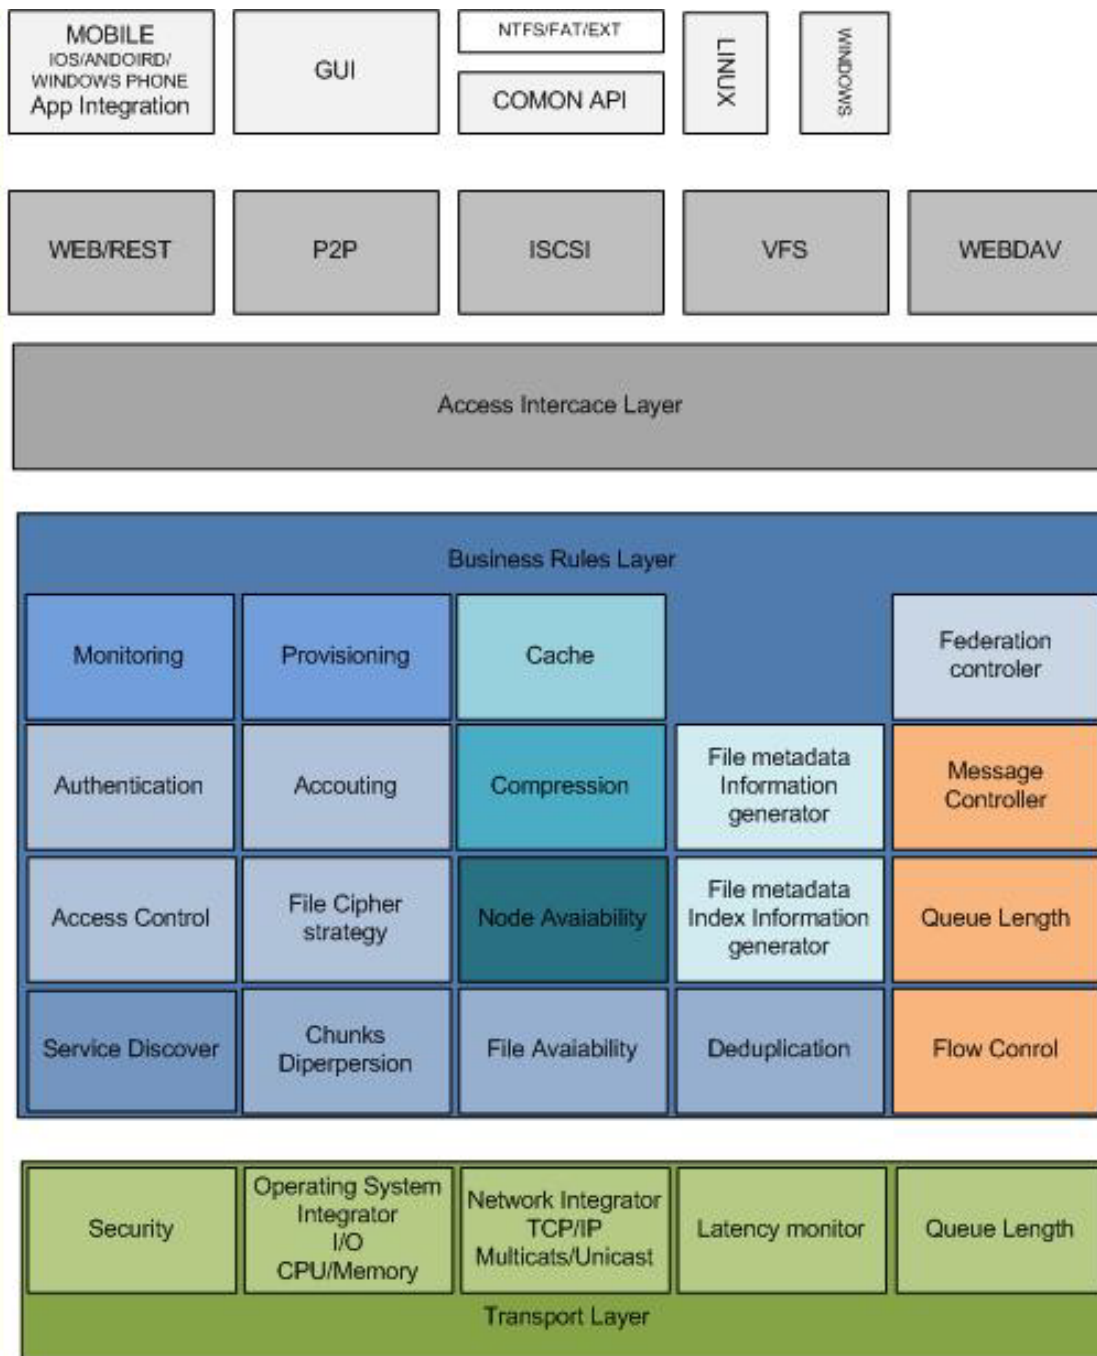 MOBILE
IOS/ANDOIRD/
WINDOWS PHONE
App Integration
GUI
NTFS/FAT/EXT
COMON API
LINUX
WINDOWS
WEB/REST
P2P
ISCSI
VFS
WEBDAV
Access Intercace Layer
Business Rules Layer
Monitoring
Provisioning
Cache
Federation
controler
Authentication
Accouting
Compression
File metadata
Information
generator
Message
Controller
Access Control
File Cipher
strategy
Node Avaiability
File metadata
Index Information
generator
Queue Length
Service Discover
Chunks
Diperpersion
File Avaiability
Deduplication
Flow Conrol
Security
Operating System
Integrator
I/O
CPU/Memory
Network Integrator
TCP/IP
Multicats/Unicast
Latency monitor
Queue Length
Transport Layer